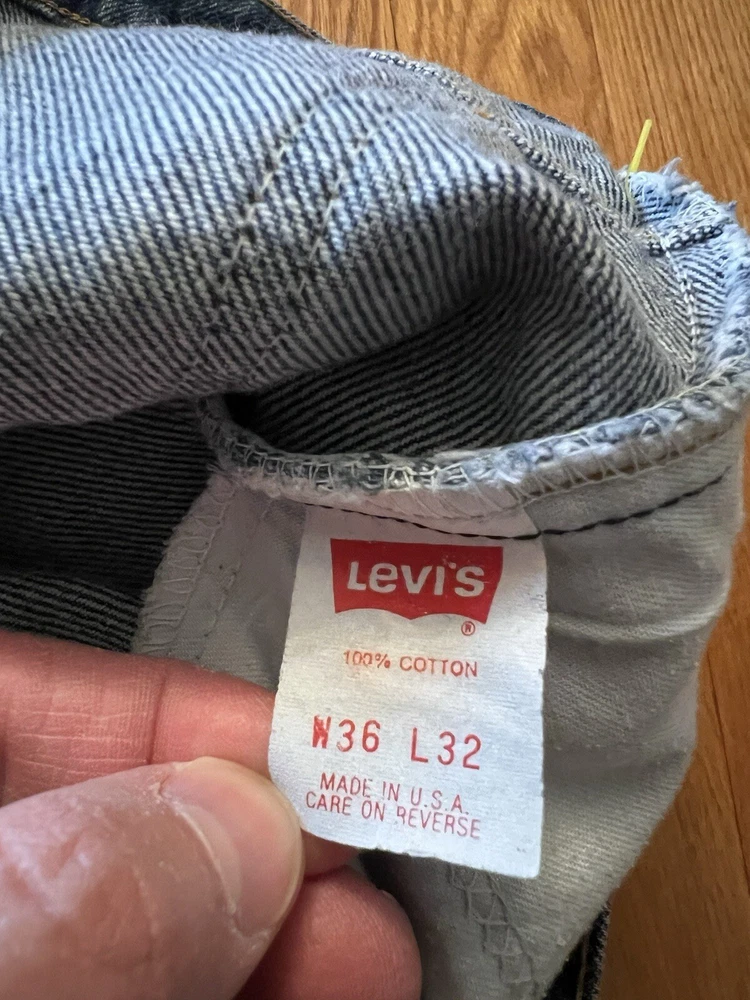 Levi's
®
100% COTTON
W36 L32
MADE IN U.S.A.
CARE ON REVERSE